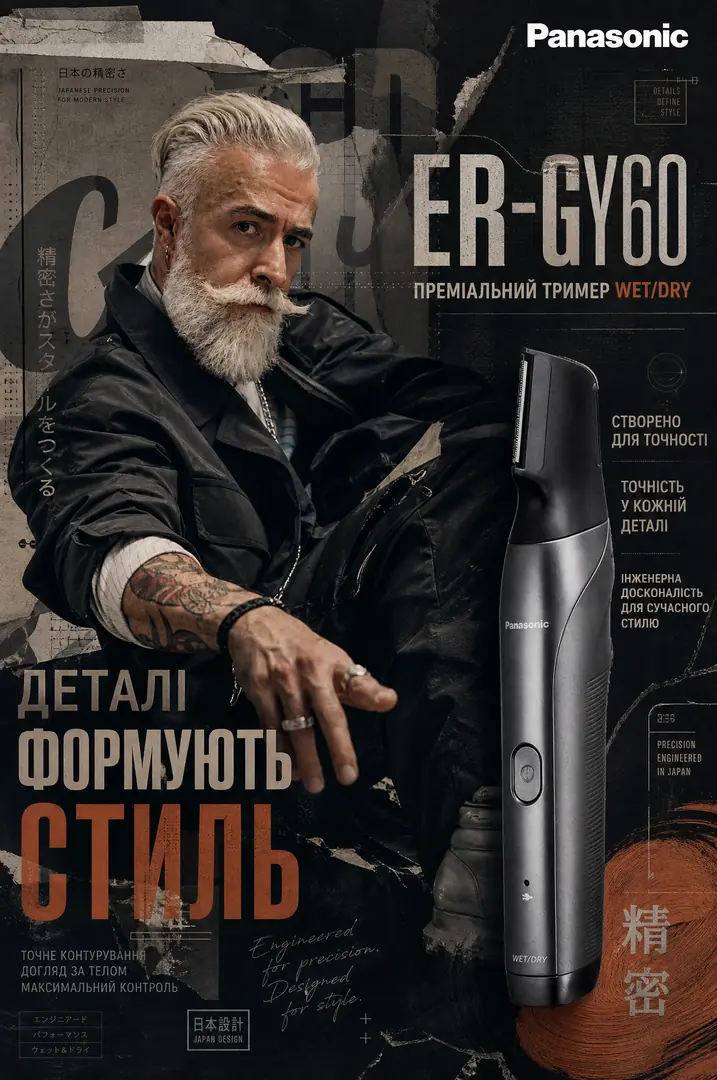 Panasonic
日本の精密さ
JAPANESE PRECISION
FOR MODERN STYLE
DETAILS
DEFINE
STYLE
ER-GY60
ПРЕМІАЛЬНИЙ ТРИМЕР WET/DRY
精密さがスタイルをつくる
СТВОРЕНО
ДЛЯ ТОЧНОСТІ
ТОЧНІСТЬ
У КОЖНІЙ
ДЕТАЛІ
ІНЖЕНЕРНА
ДОСКОНАЛІСТЬ
ДЛЯ СУЧАСНОГО
СТИЛЮ
Panasonic
ДЕТАЛІ
ФОРМУЮТЬ
СТИЛЬ
PRECISION
ENGINEERED
IN JAPAN
精密
WET/DRY
ТОЧНЕ КОНТУРУВАННЯ
ДОГЛЯД ЗА ТІЛОМ
МАКСИМАЛЬНИЙ КОНТРОЛЬ
Engineered
for precision.
Designed
for style.
エンジニアード
パフォーマンス
ウェット&ドライ
日本設計
JAPAN DESIGN